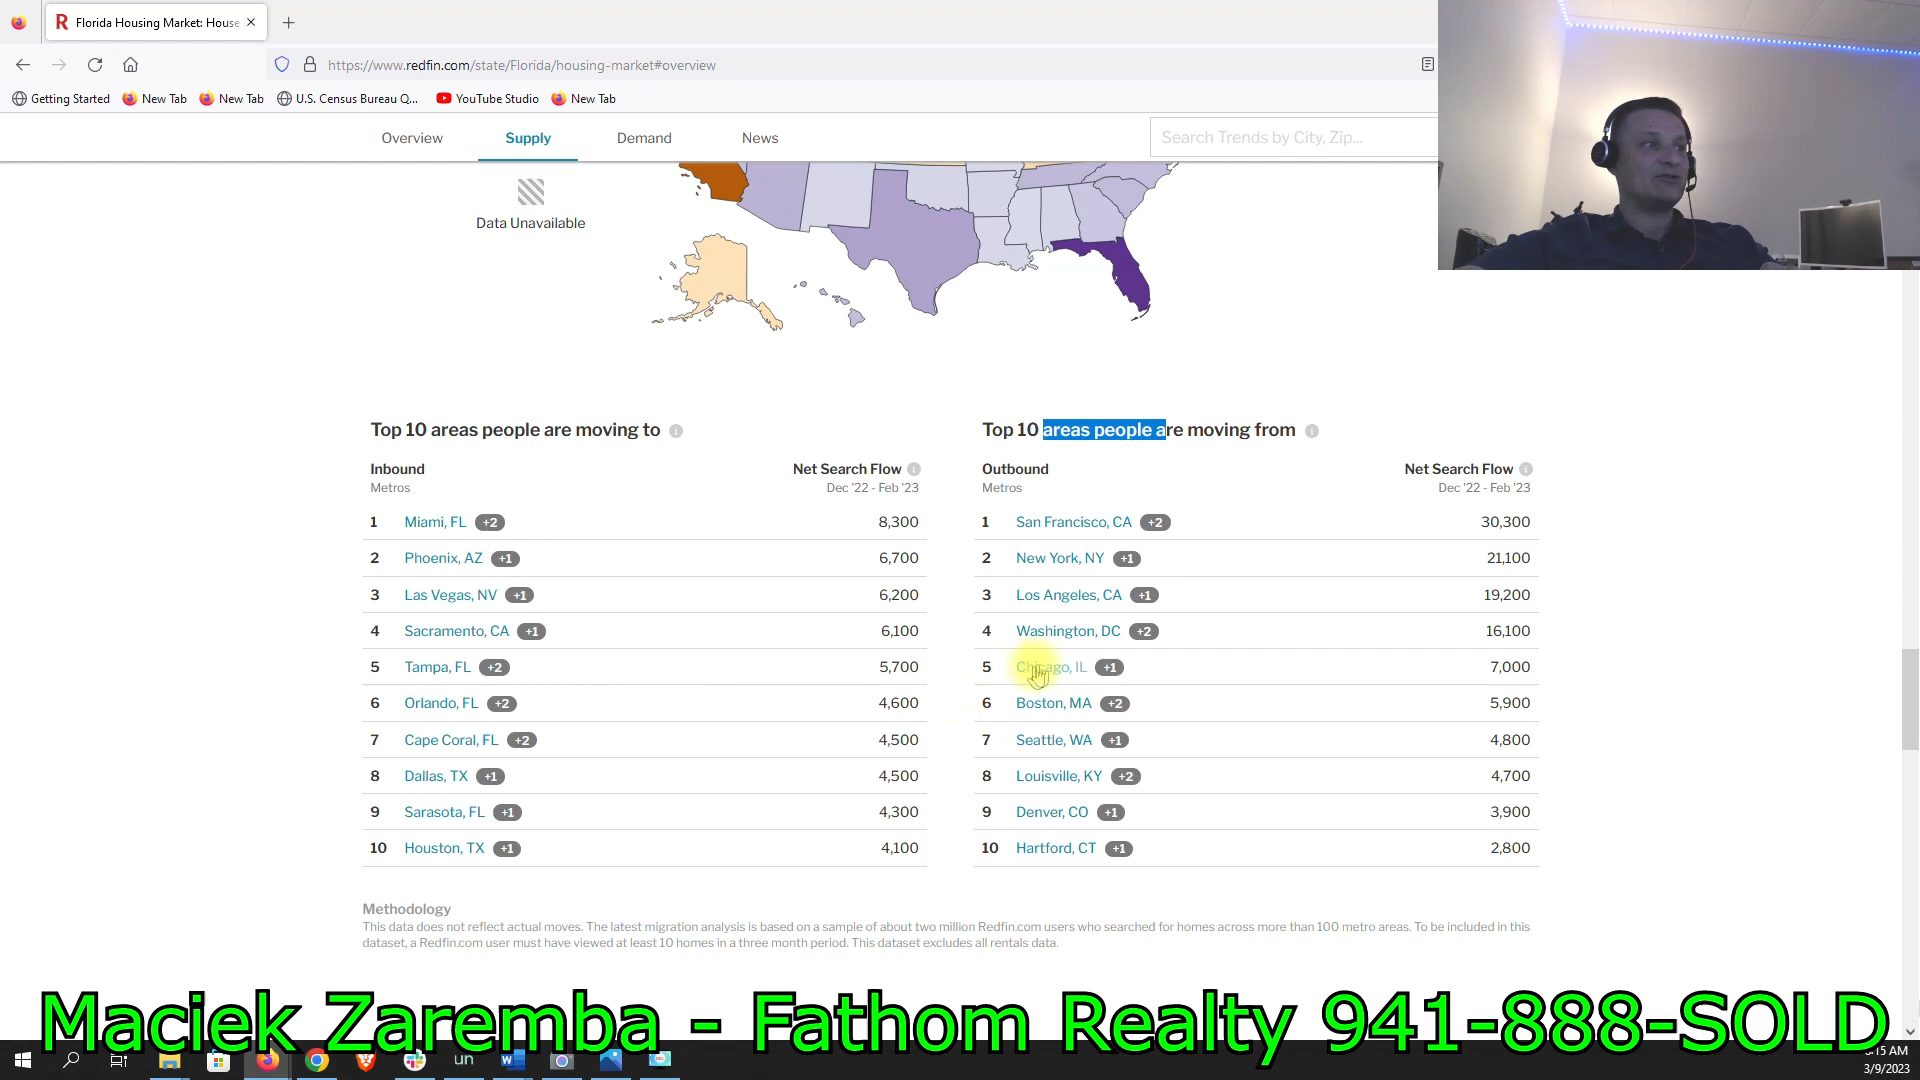 Florida Housing Market: House
https://www.redfin.com/state/Florida/housing-market#overview
Getting Started New Tab New Tab U.S. Census Bureau Q... YouTube Studio New Tab
Overview Supply Demand News Search Trends by City, Zip...
Data Unavailable
Top 10 areas people are moving to
Inbound Net Search Flow
Metros Dec '22 - Feb '23
1 Miami, FL +2 8,300
2 Phoenix, AZ +1 6,700
3 Las Vegas, NV +1 6,200
4 Sacramento, CA +1 6,100
5 Tampa, FL +2 5,700
6 Orlando, FL +2 4,600
7 Cape Coral, FL +2 4,500
8 Dallas, TX +1 4,500
9 Sarasota, FL +1 4,300
10 Houston, TX +1 4,100
Top 10 areas people are moving from
Outbound Net Search Flow
Metros Dec '22 - Feb '23
1 San Francisco, CA +2 30,300
2 New York, NY +1 21,100
3 Los Angeles, CA +1 19,200
4 Washington, DC +2 16,100
5 Chicago, IL +1 7,000
6 Boston, MA +2 5,900
7 Seattle, WA +1 4,800
8 Louisville, KY +2 4,700
9 Denver, CO +1 3,900
10 Hartford, CT +1 2,800
Methodology
This data does not reflect actual moves. The latest migration analysis is based on a sample of about two million Redfin.com users who searched for homes across more than 100 metro areas. To be included in this
dataset, a Redfin.com user must have viewed at least 10 homes in a three month period. This dataset excludes all rentals data.
Maciek Zaremba - Fathom Realty 941-888-SOLD
un
3/9/2023